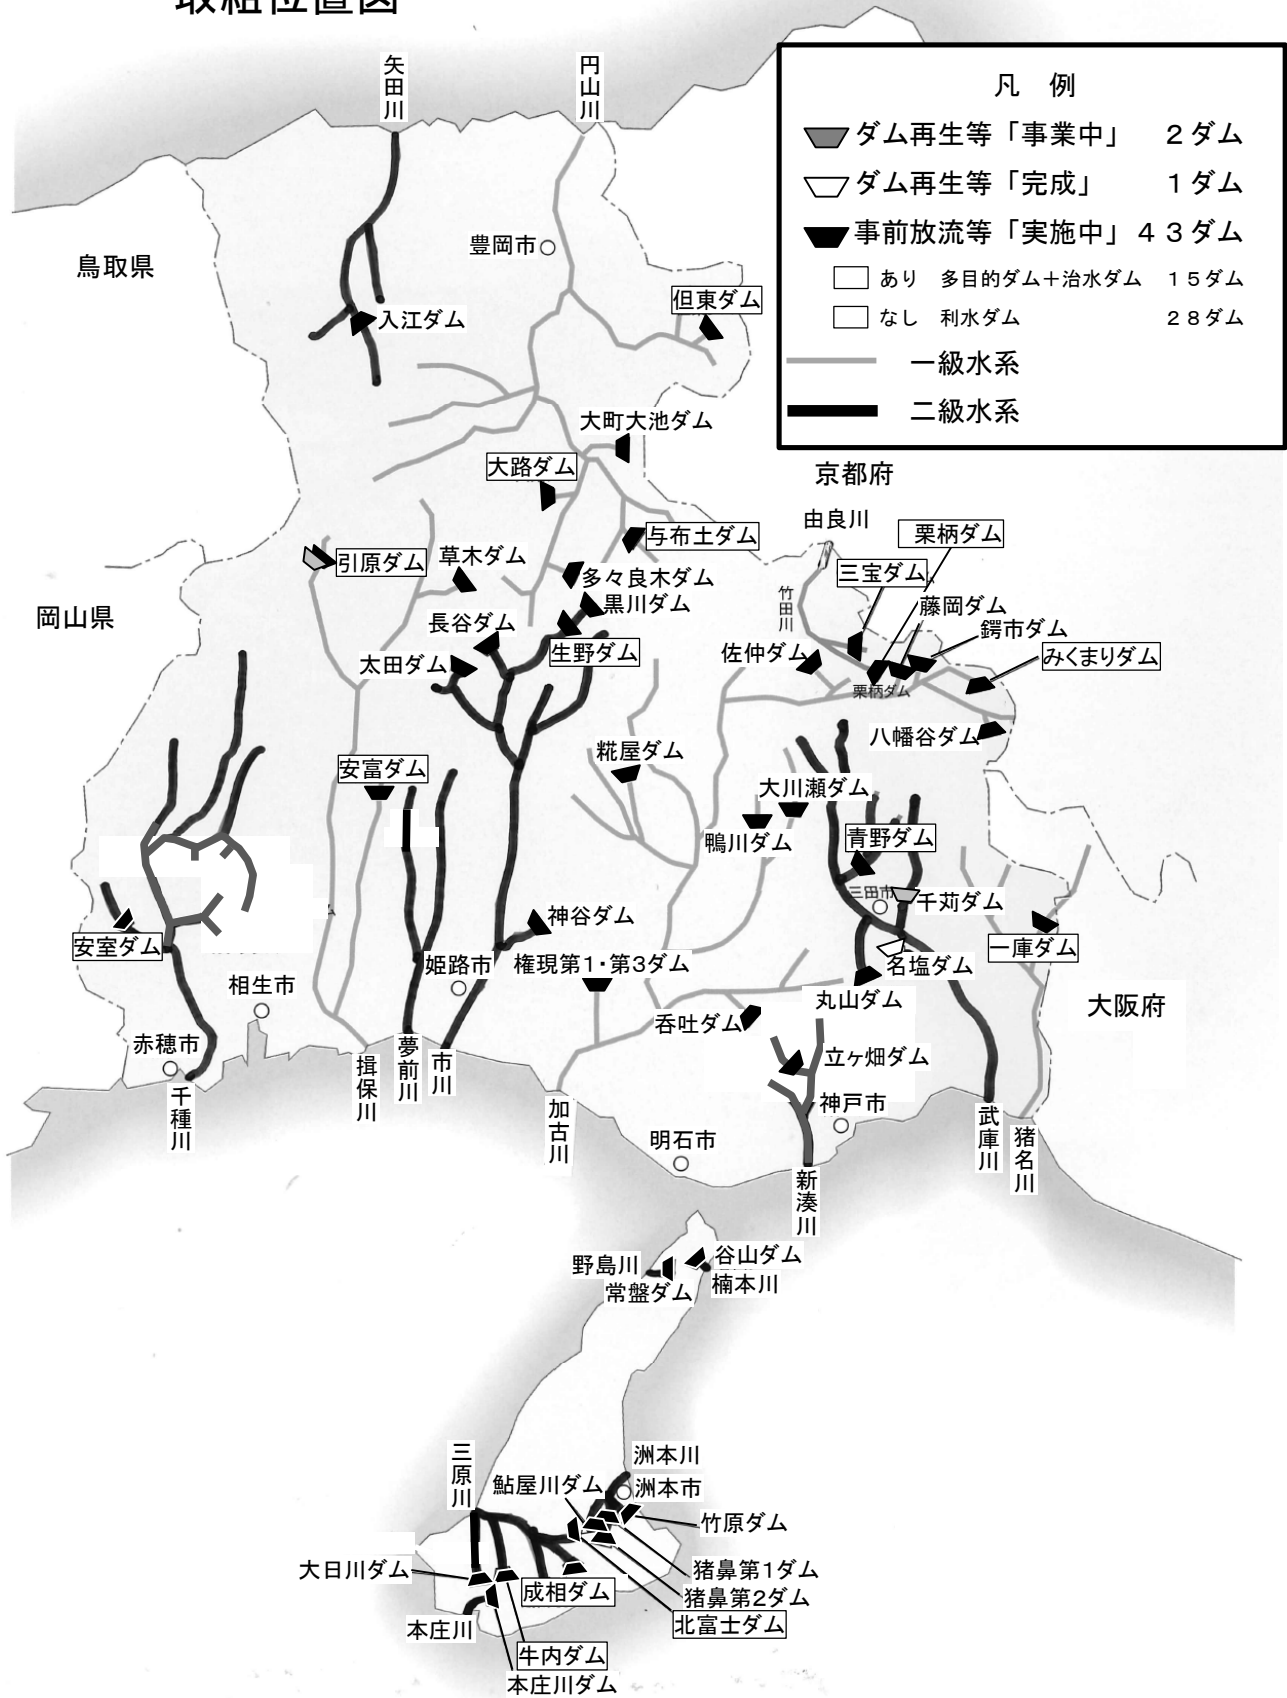 取組位置図
矢田川
円山川
凡　例
ダム再生等「事業中」　２ダム
ダム再生等「完成」　１ダム
事前放流等「実施中」４３ダム
あり　多目的ダム＋治水ダム　１５ダム
なし　利水ダム　２８ダム
一級水系
二級水系
鳥取県
豊岡市
但東ダム
入江ダム
大町大池ダム
大路ダム
京都府
由良川
栗柄ダム
与布土ダム
引原ダム
草木ダム
三宝ダム
多々良木ダム
黒川ダム
竹田川
藤岡ダム
岡山県
長谷ダム
鍔市ダム
生野ダム
佐仲ダム
みくまりダム
太田ダム
栗柄ダム
八幡谷ダム
糀屋ダム
安富ダム
大川瀬ダム
鴨川ダム
青野ダム
三田市
千苅ダム
神谷ダム
安室ダム
一庫ダム
権現第１・第３ダム
姫路市
名塩ダム
相生市
丸山ダム
大阪府
呑吐ダム
赤穂市
立ヶ畑ダム
揖保川
夢前川
市川
千種川
加古川
神戸市
武庫川
猪名川
明石市
新湊川
谷山ダム
野島川
楠本川
常盤ダム
三原川
洲本川
鮎屋川ダム
洲本市
竹原ダム
大日川ダム
猪鼻第１ダム
成相ダム
猪鼻第２ダム
北富士ダム
本庄川
牛内ダム
本庄川ダム